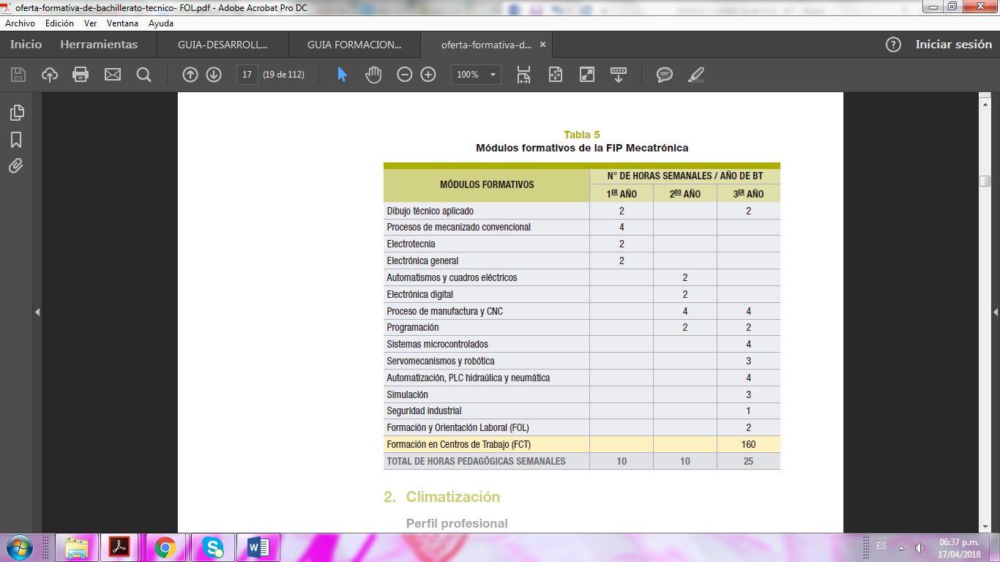 oferta-formativa-de-bachillerato-tecnico- FOL.pdf - Adobe Acrobat Pro DC
Archivo Edición Ver Ventana Ayuda
Inicio Herramientas GUIA-DESARROLL... GUIA FORMACION... oferta-formativa-d... × ? Iniciar sesión
17 (19 de 112) 100%
Tabla 5
Módulos formativos de la FIP Mecatrónica
MÓDULOS FORMATIVOS N° DE HORAS SEMANALES / AÑO DE BT
1ER AÑO 2DO AÑO 3ER AÑO
Dibujo técnico aplicado 2 2
Procesos de mecanizado convencional 4
Electrotecnia 2
Electrónica general 2
Automatismos y cuadros eléctricos 2
Electrónica digital 2
Proceso de manufactura y CNC 4 4
Programación 2 2
Sistemas microcontrolados 4
Servomecanismos y robótica 3
Automatización, PLC hidraúlica y neumática 4
Simulación 3
Seguridad industrial 1
Formación y Orientación Laboral (FOL) 2
Formación en Centros de Trabajo (FCT) 160
TOTAL DE HORAS PEDAGÓGICAS SEMANALES 10 10 25
2. Climatización
Perfil profesional
ES 06:37 p.m.
17/04/2018